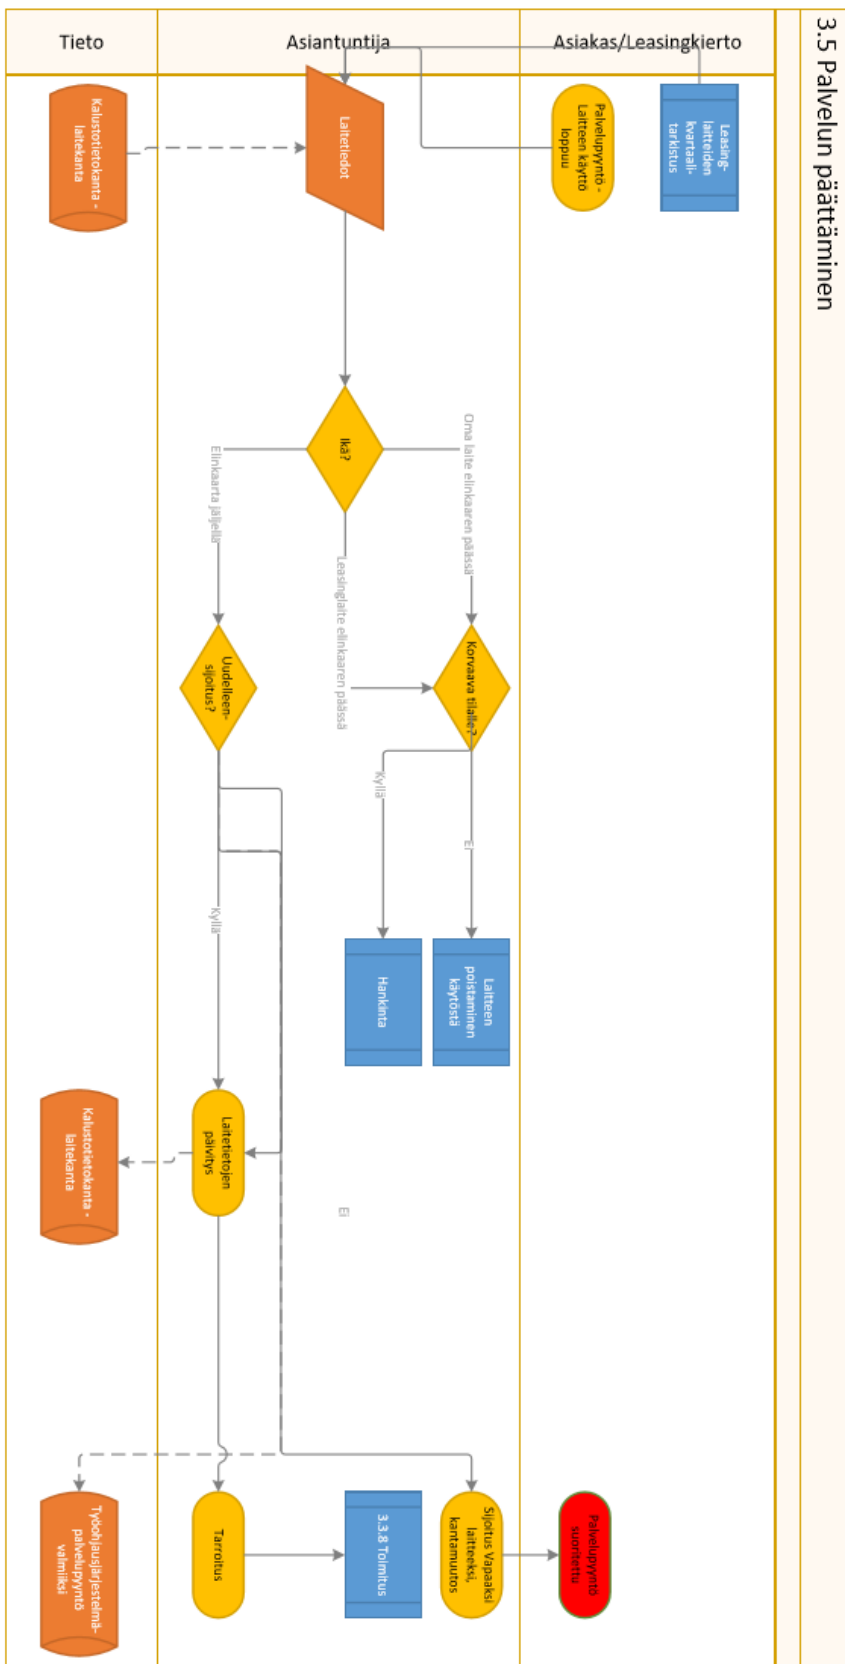 3.5 Palvelun päättäminen
Asiakas/Leasingkierto
Asiantuntija
Tieto
Leasing-
laitteiden
kvartaali-
tarkistus
Palvelupyyntö -
Laitteen käyttö
loppuu
Laitetiedot
Kalustotietokanta -
laitekanta
Ikä?
Oma laite elinkaaren päässä
Leasinglaite elinkaaren päässä
Elinkaarta jäljellä
Korvaava tilalle?
Uudelleen-
sijoitus?
Kyllä
Ei
Kyllä
Laitteen
poistaminen
käytöstä
Hankinta
Laitetietojen
päivitys
Kalustotietokanta -
laitekanta
Ei
Palvelupyyntö
suoritettu
Sijoitus Vapaaksi
laitteeksi,
kantamuutos
3.3.8 Toimitus
Tarroitus
Työohjausjärjestelmä-
palvelupyyntö
valmiiksi